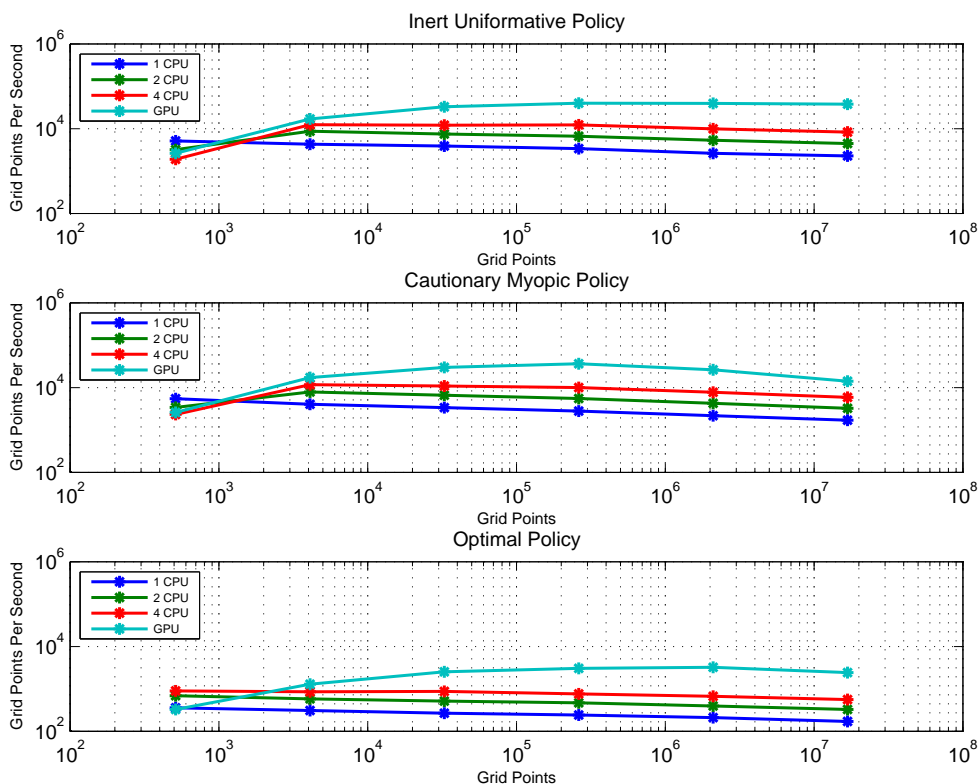 Inert Uniformative Policy
Grid Points Per Second
10^6
10^4
10^2
1 CPU
2 CPU
4 CPU
GPU
10^2 10^3 10^4 10^5 10^6 10^7 10^8
Grid Points
Cautionary Myopic Policy
Grid Points Per Second
10^6
10^4
10^2
1 CPU
2 CPU
4 CPU
GPU
10^2 10^3 10^4 10^5 10^6 10^7 10^8
Grid Points
Optimal Policy
Grid Points Per Second
10^6
10^4
10^2
1 CPU
2 CPU
4 CPU
GPU
10^2 10^3 10^4 10^5 10^6 10^7 10^8
Grid Points